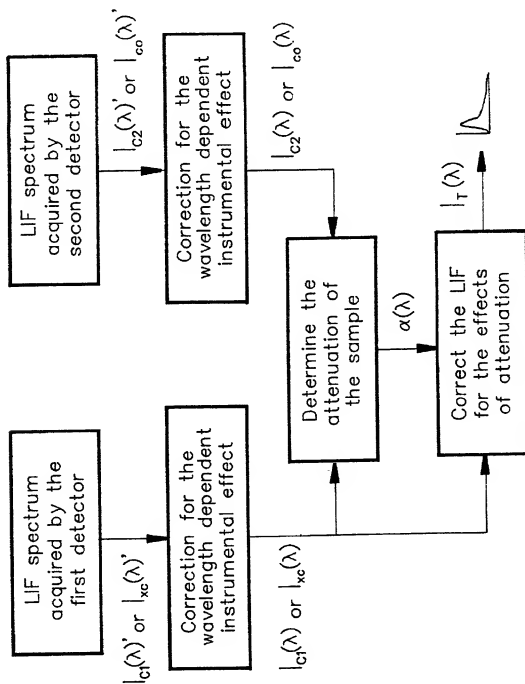 LIF spectrum
acquired by the
first detector
I_C1(λ)' or I_xc(λ)'
Correction for the
wavelength dependent
instrumental effect
I_C1(λ) or I_xc(λ)
LIF spectrum
acquired by the
second detector
I_C2(λ)' or I_co(λ)'
Correction for the
wavelength dependent
instrumental effect
I_C2(λ) or I_co(λ)
Determine the
attenuation of
the sample
α(λ)
Correct the LIF
for the effects
of attenuation
I_T(λ)